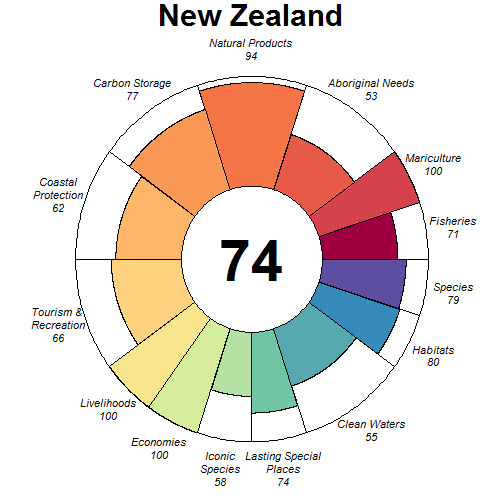 New Zealand
Natural Products
94
Carbon Storage
77
Aboriginal Needs
53
Mariculture
100
Coastal
Protection
62
Fisheries
71
74
Species
79
Tourism &
Recreation
66
Habitats
80
Livelihoods
100
Clean Waters
55
Economies
100
Iconic
Species
58
Lasting Special
Places
74